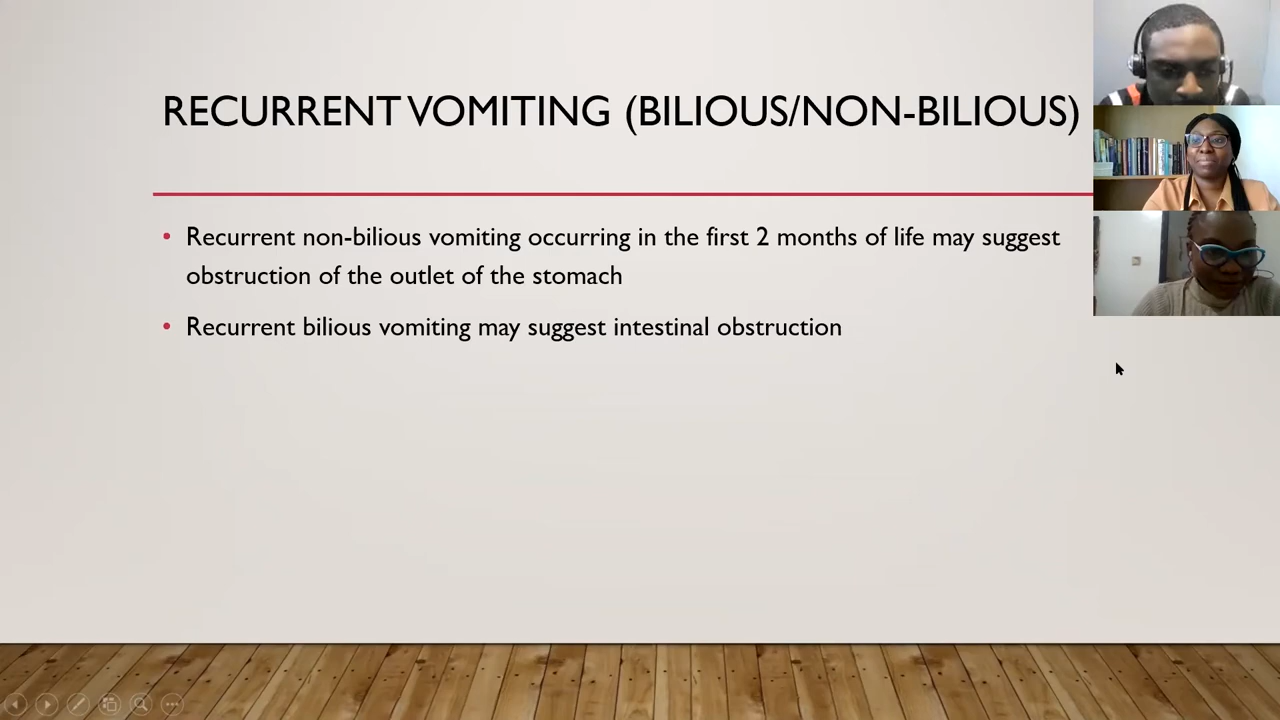 RECURRENT VOMITING (BILIOUS/NON-BILIOUS)
• Recurrent non-bilious vomiting occurring in the first 2 months of life may suggest
obstruction of the outlet of the stomach
• Recurrent bilious vomiting may suggest intestinal obstruction